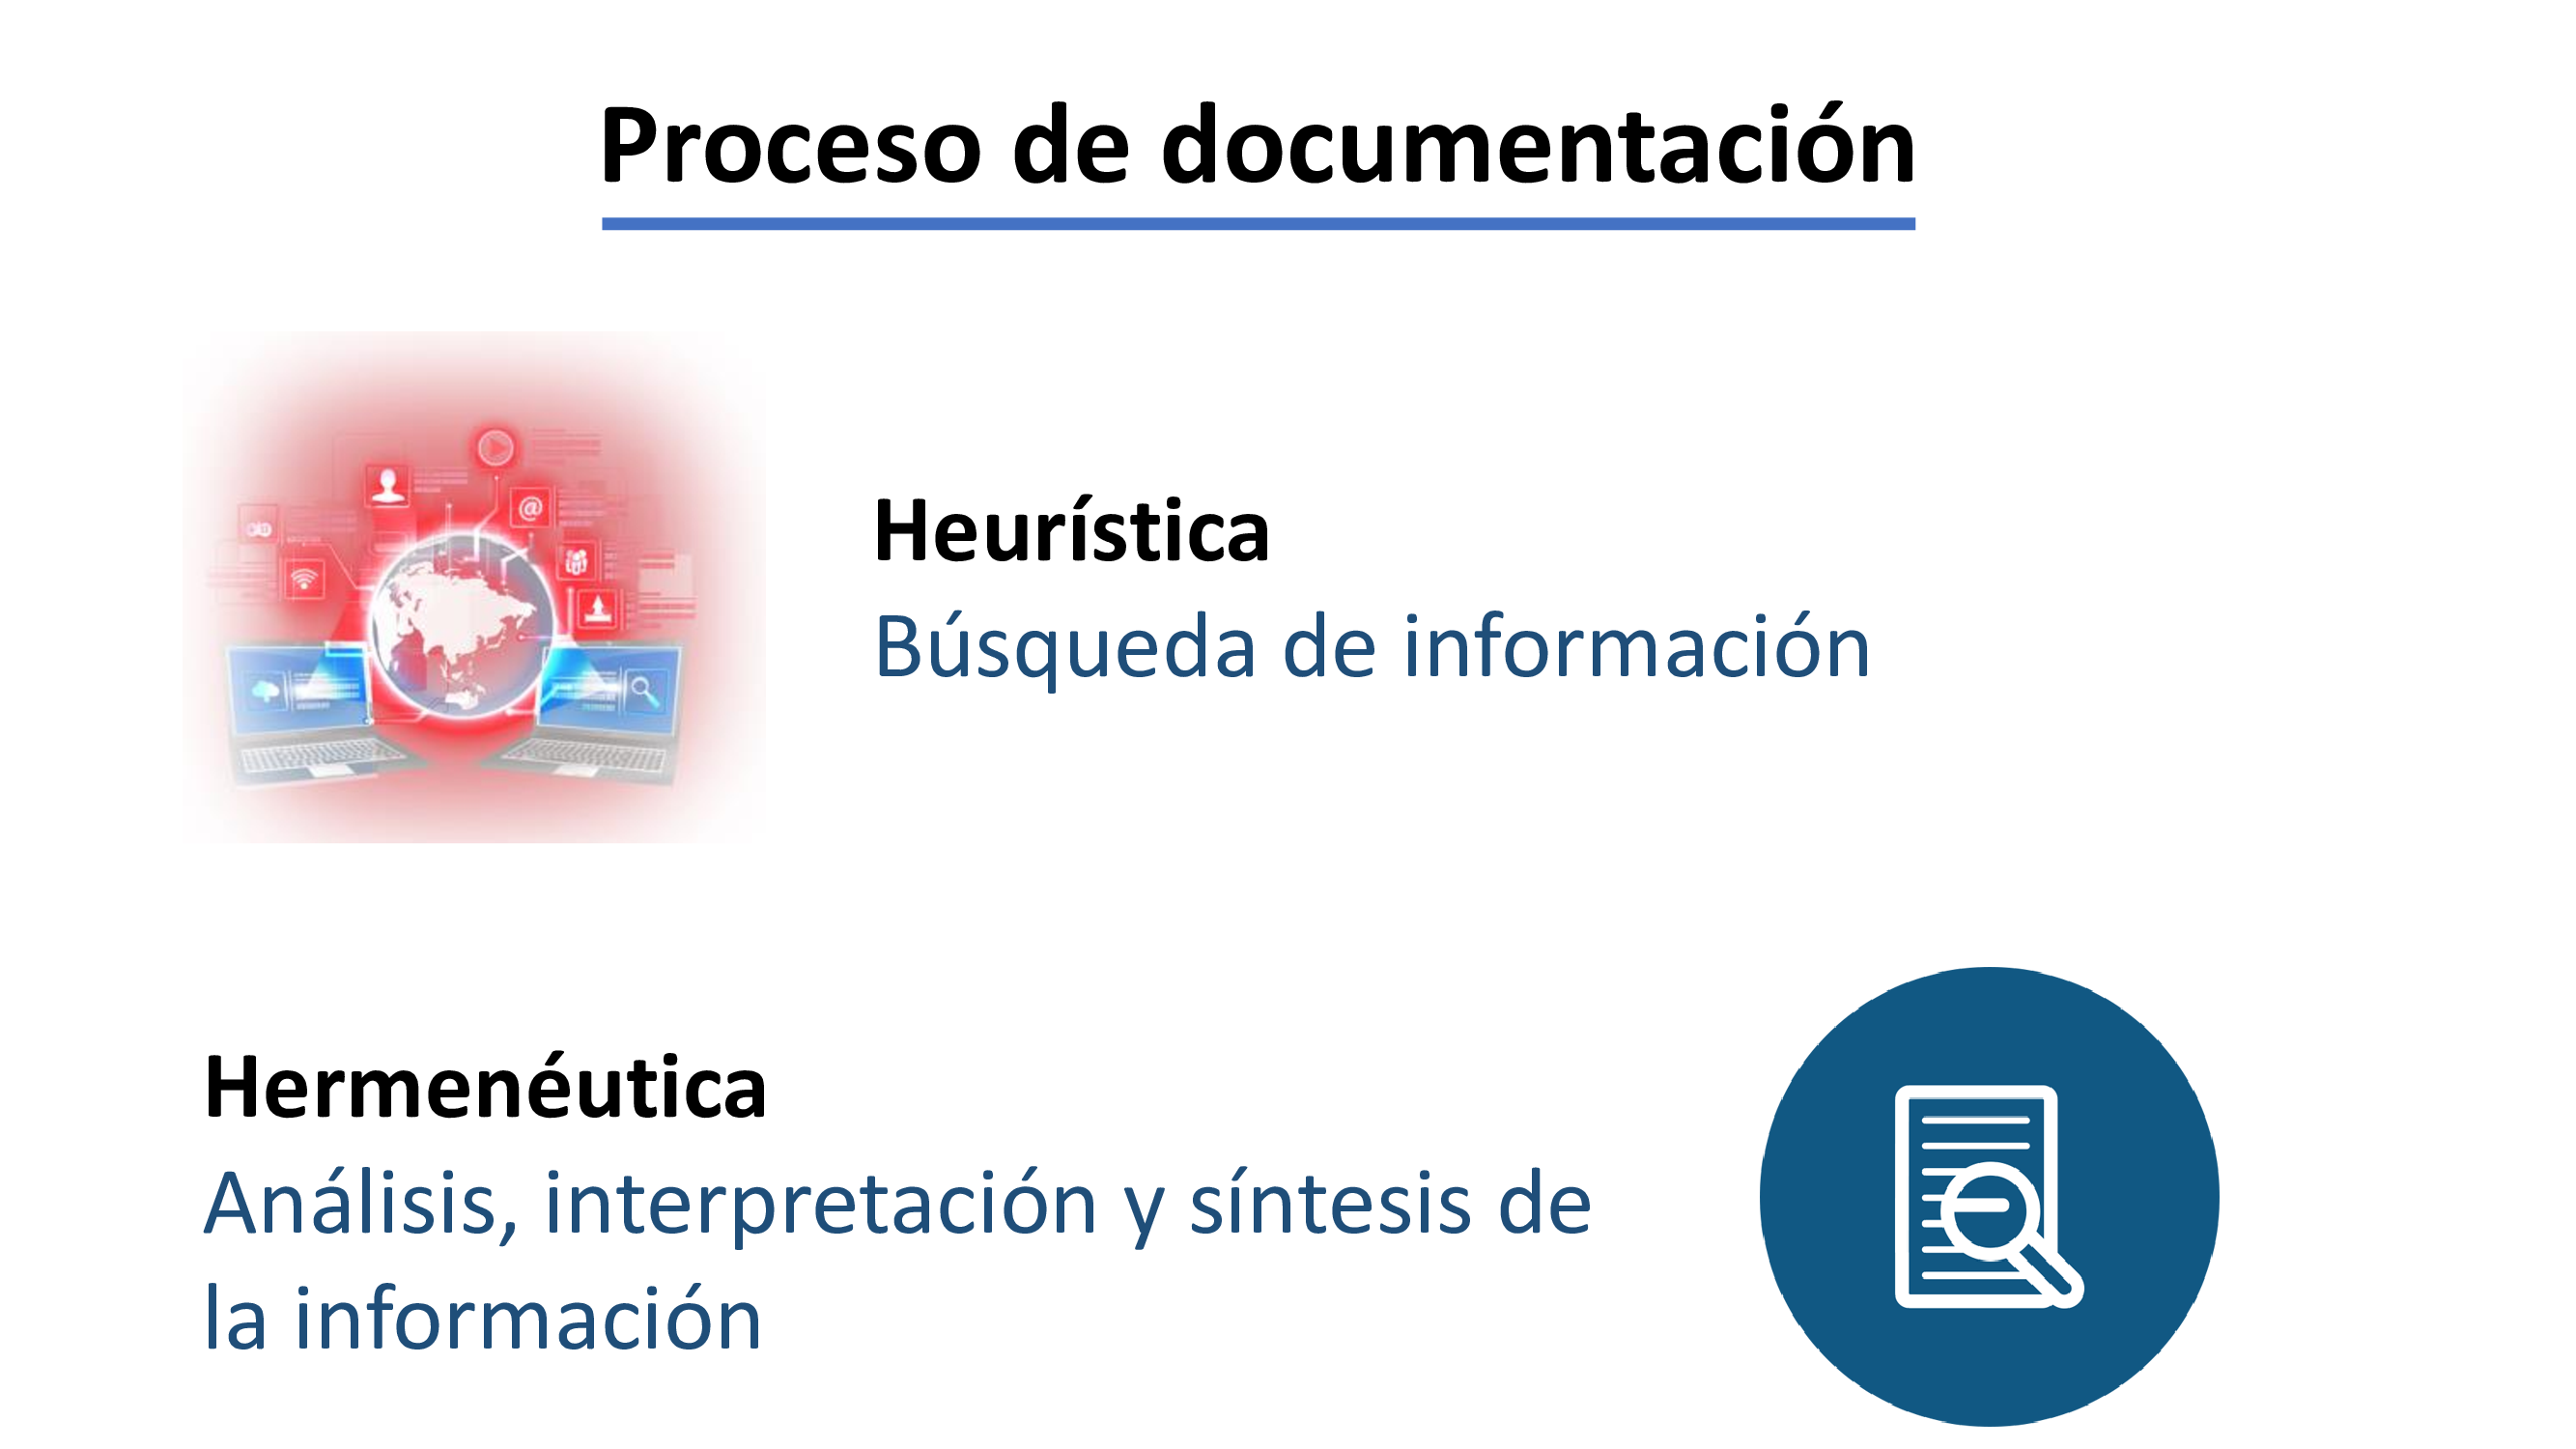 Proceso de documentación
Heurística
Búsqueda de información
Hermenéutica
Análisis, interpretación y síntesis de
la información